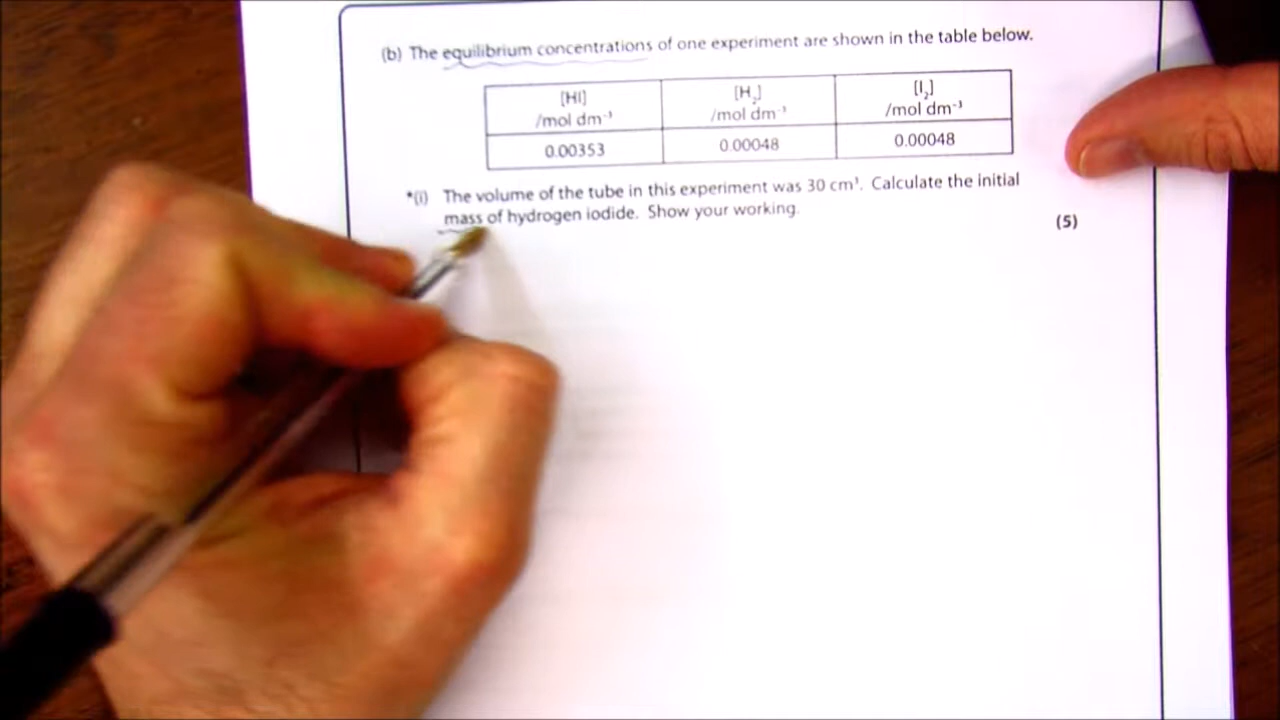 (b) The equilibrium concentrations of one experiment are shown in the table below.
[HI] /mol dm⁻³ [H₂] /mol dm⁻³ [I₂] /mol dm⁻³
0.00353 0.00048 0.00048
*(i) The volume of the tube in this experiment was 30 cm³. Calculate the initial
mass of hydrogen iodide. Show your working.
(5)